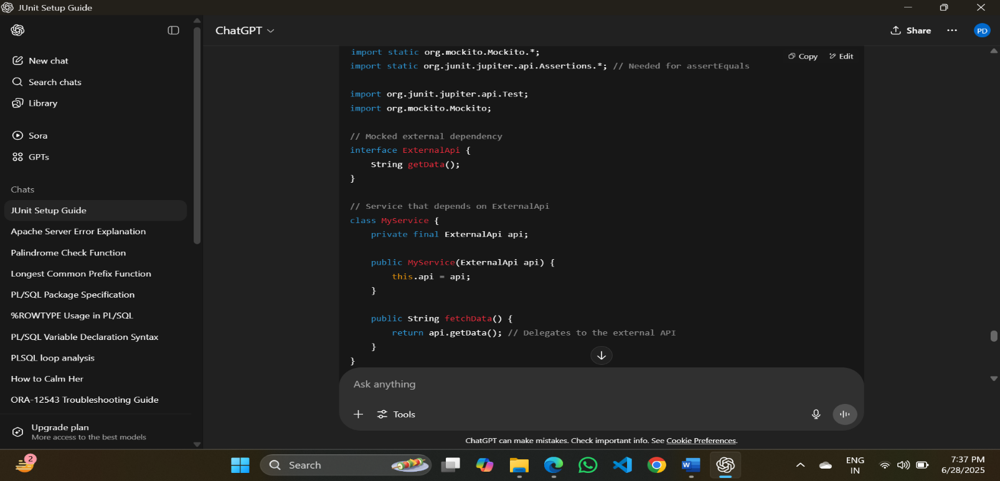 JUnit Setup Guide
ChatGPT
Share
PD
New chat
Search chats
Library
Sora
GPTs
Chats
JUnit Setup Guide
Apache Server Error Explanation
Palindrome Check Function
Longest Common Prefix Function
PL/SQL Package Specification
%ROWTYPE Usage in PL/SQL
PL/SQL Variable Declaration Syntax
PLSQL loop analysis
How to Calm Her
ORA-12543 Troubleshooting Guide
Upgrade plan
More access to the best models
Copy Edit
import static org.mockito.Mockito.*;
import static org.junit.jupiter.api.Assertions.*; // Needed for assertEquals
import org.junit.jupiter.api.Test;
import org.mockito.Mockito;
// Mocked external dependency
interface ExternalApi {
    String getData();
}
// Service that depends on ExternalApi
class MyService {
    private final ExternalApi api;
    public MyService(ExternalApi api) {
        this.api = api;
    }
    public String fetchData() {
        return api.getData(); // Delegates to the external API
    }
}
Ask anything
Tools
ChatGPT can make mistakes. Check important info. See Cookie Preferences.
2
Search
W
ENG
IN
7:37 PM
6/28/2025